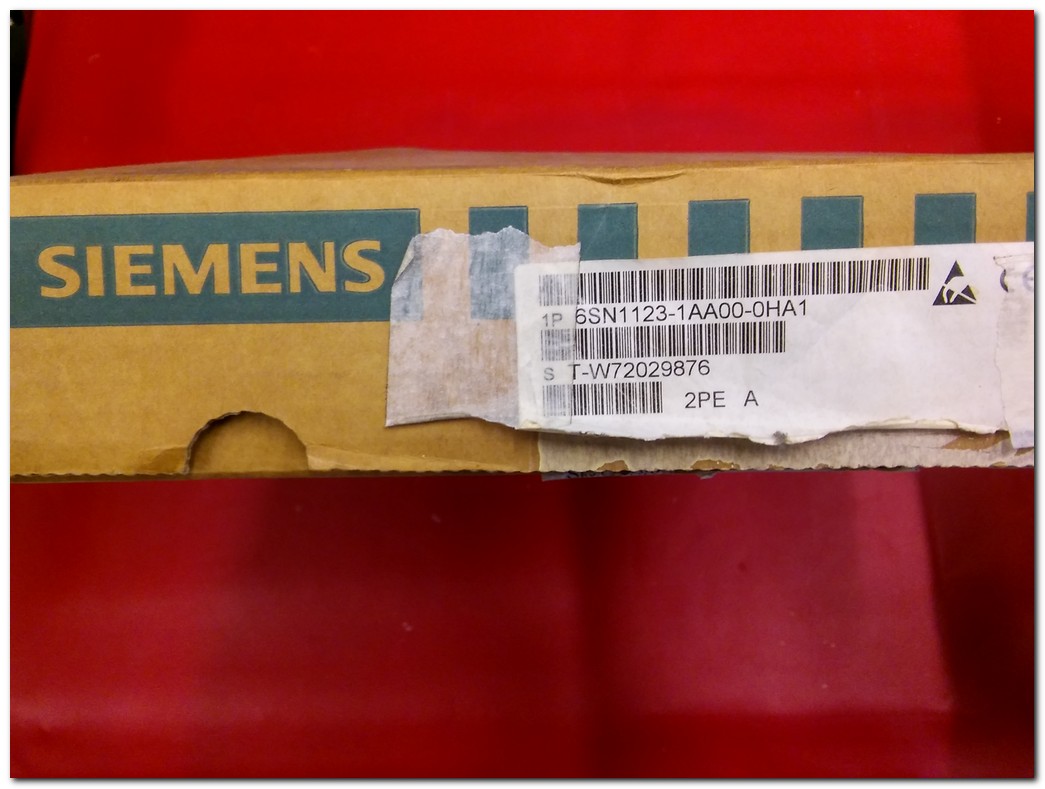 SIEMENS
1P 6SN1123-1AA00-0HA1
S T-W72029876
2PE A